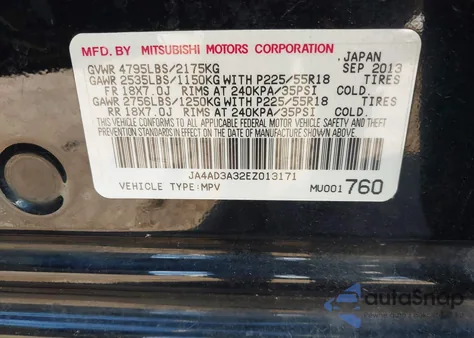 MFD. BY MITSUBISHI MOTORS CORPORATION
GVWR 4795LBS/2175KG JAPAN SEP 2013
GAWR 2535LBS/1150KG WITH P225/55R18 TIRES
FR 18X7.0J RIMS AT 240KPA/35PSI COLD.
GAWR 2756LBS/1250KG WITH P225/55R18 TIRES
RR 18X7.0J RIMS AT 240KPA/35PSI COLD.
THIS VEHICLE CONFORMS TO ALL APPLICABLE FEDERAL MOTOR
VEHICLE SAFETY, BUMPER, AND THEFT PREVENTION STANDARDS
IN EFFECT ON THE DATE OF MANUFACTURE SHOWN ABOVE.
JA4AD3A32EZ013171
VEHICLE TYPE:MPV MU001 760
autoSnap